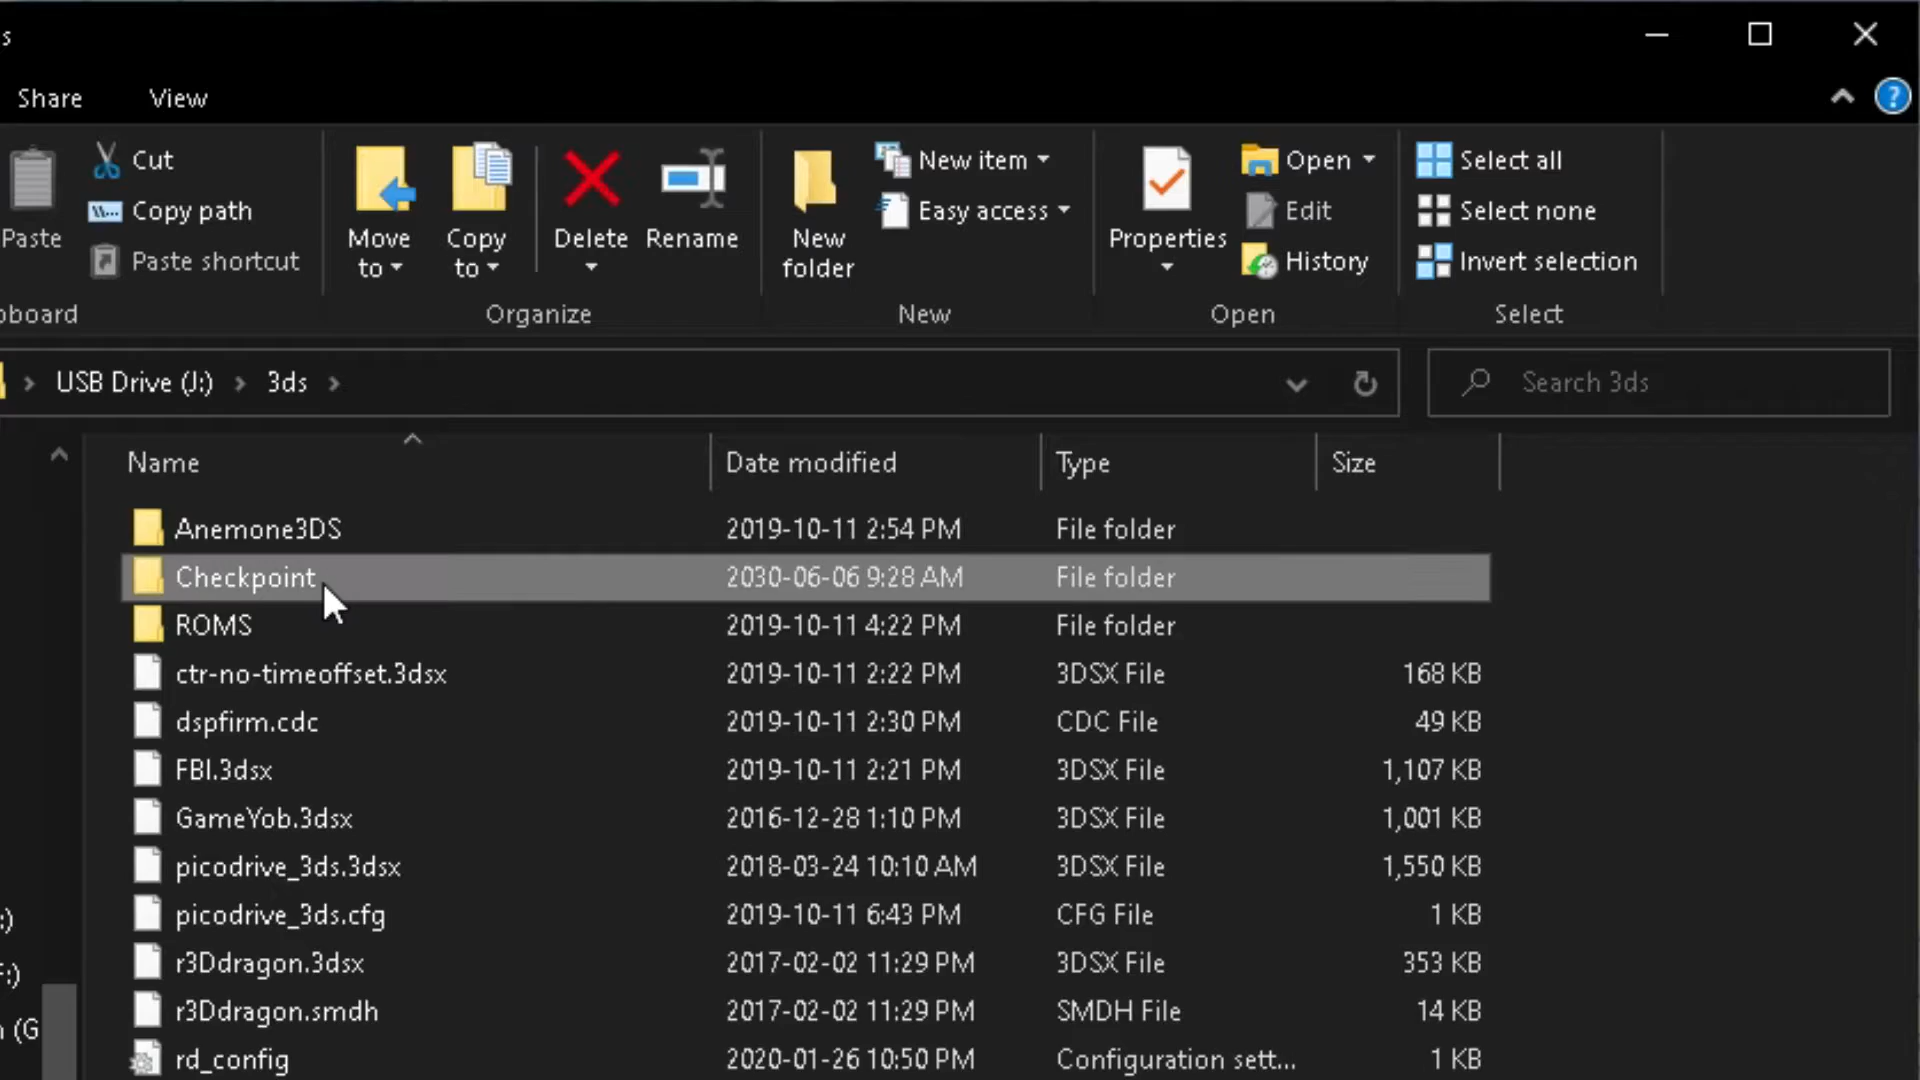 s
Share View
?
Cut
Copy path
Paste
Paste shortcut
Move to
Copy to
Delete
Rename
New folder
New item
Easy access
Properties
Open
Edit
History
Select all
Select none
Invert selection
pboard
Organize
New
Open
Select
USB Drive (J:) 3ds
Search 3ds
Name Date modified Type Size
Anemone3DS 2019-10-11 2:54 PM File folder
Checkpoint 2030-06-06 9:28 AM File folder
ROMS 2019-10-11 4:22 PM File folder
ctr-no-timeoffset.3dsx 2019-10-11 2:22 PM 3DSX File 168 KB
dspfirm.cdc 2019-10-11 2:30 PM CDC File 49 KB
FBI.3dsx 2019-10-11 2:21 PM 3DSX File 1,107 KB
GameYob.3dsx 2016-12-28 1:10 PM 3DSX File 1,001 KB
picodrive_3ds.3dsx 2018-03-24 10:10 AM 3DSX File 1,550 KB
:) picodrive_3ds.cfg 2019-10-11 6:43 PM CFG File 1 KB
F:) r3Ddragon.3dsx 2017-02-02 11:29 PM 3DSX File 353 KB
n (G r3Ddragon.smdh 2017-02-02 11:29 PM SMDH File 14 KB
rd_config 2020-01-26 10:50 PM Configuration sett... 1 KB